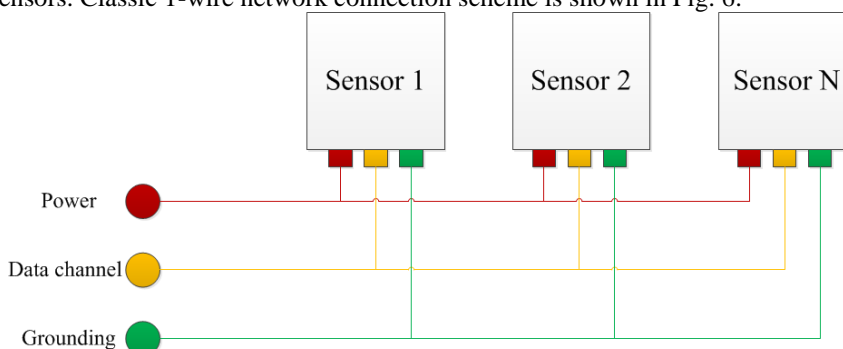 ensors. Classic 1-wire network connection scheme is shown in Fig. 6.
Sensor 1
Sensor 2
Sensor N
Power
Data channel
Grounding